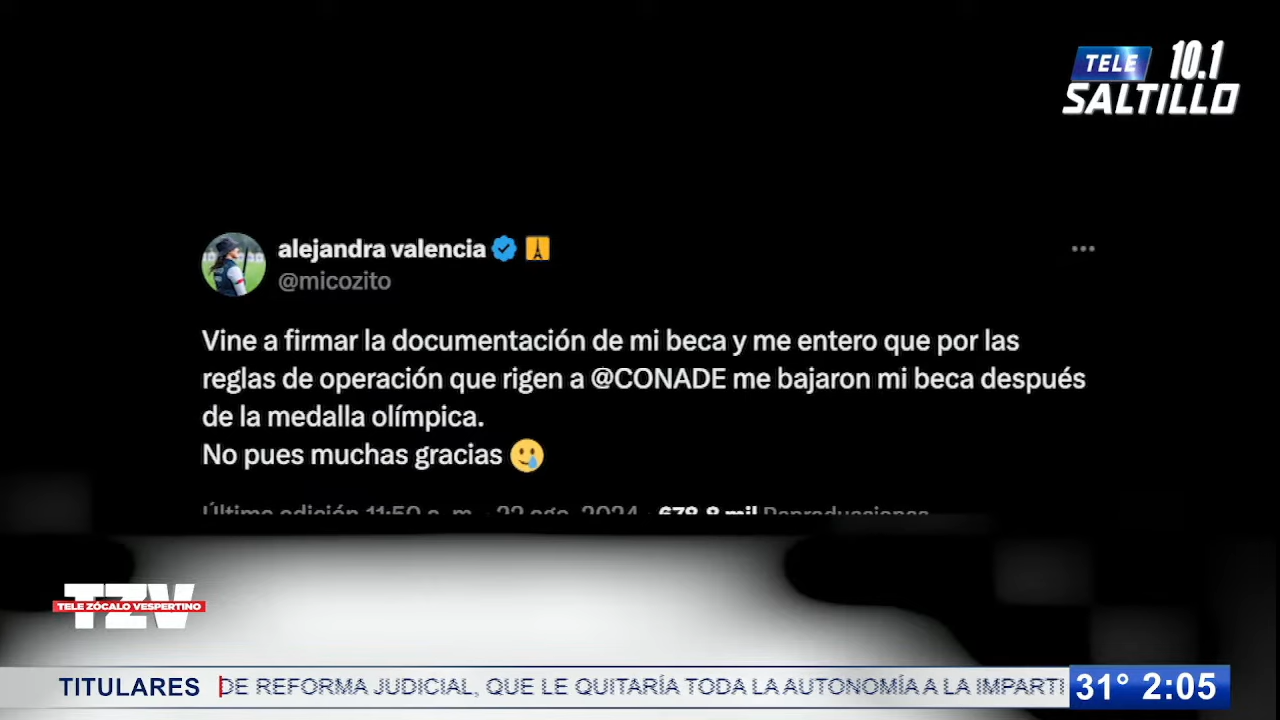 TELE 10.1
SALTILLO
alejandra valencia
@micozito
Vine a firmar la documentación de mi beca y me entero que por las
reglas de operación que rigen a @CONADE me bajaron mi beca después
de la medalla olímpica.
No pues muchas gracias 🥲
Última edición 11:50 a. m. · 22 ago. 2024 · 678.8 mil Reproducciones
TZV
TELE ZÓCALO VESPERTINO
TITULARES DE REFORMA JUDICIAL, QUE LE QUITARÍA TODA LA AUTONOMÍA A LA IMPARTI 31° 2:05